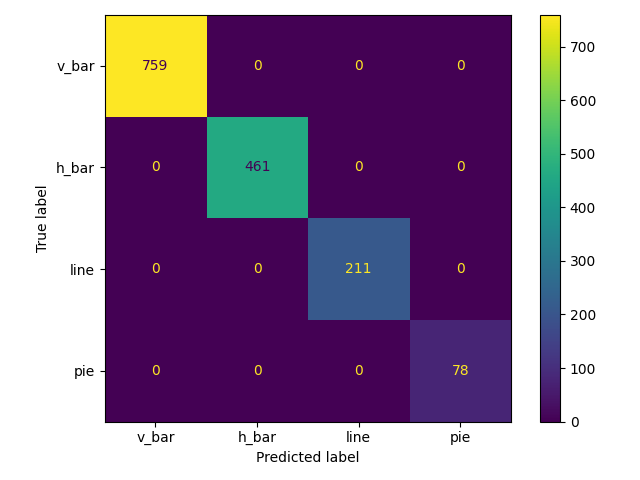 v_bar 759 0 0 0
h_bar 0 461 0 0
line 0 0 211 0
pie 0 0 0 78
v_bar h_bar line pie
Predicted label
True label
700
600
500
400
300
200
100
0